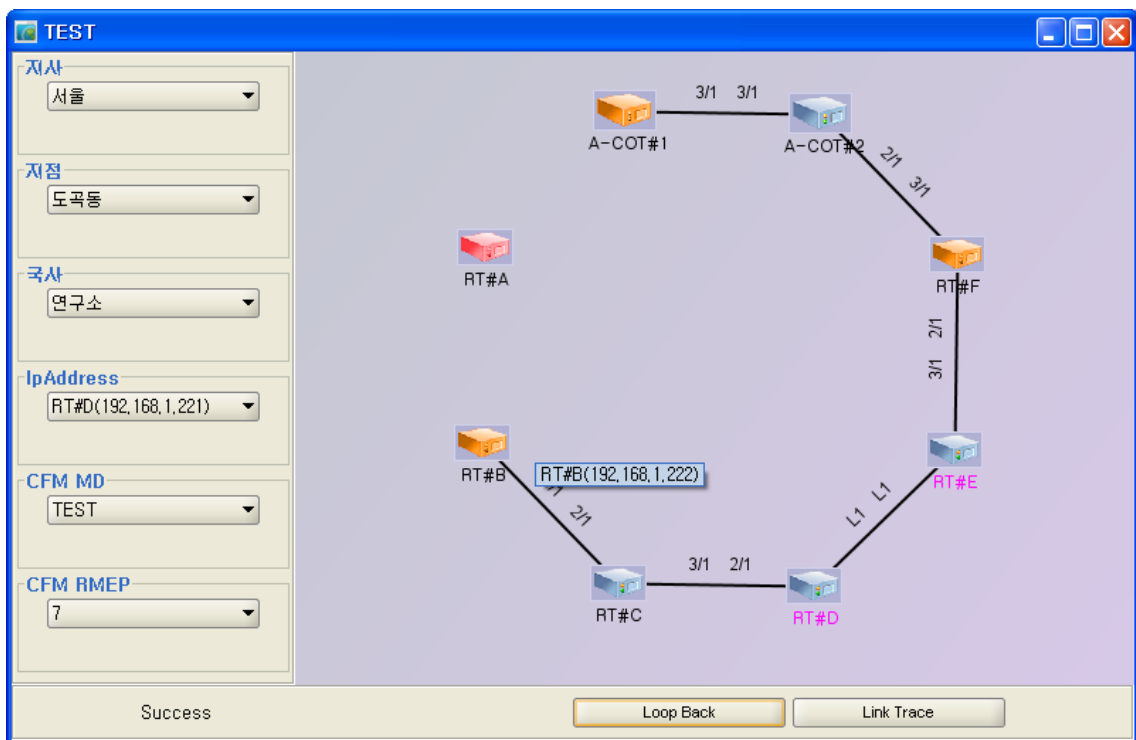 TEST
지사
서울
지점
도곡동
국사
연구소
IpAddress
RT#D(192,168,1,221)
CFM MD
TEST
CFM RMEP
7
3/1 3/1
A-COT#1
A-COT#2
2/1 3/1
RT#A
RT#F
2/1
3/1
RT#B
RT#B(192,168,1,222)
2/1
RT#E
L1 L1
3/1 2/1
RT#C
RT#D
Success
Loop Back
Link Trace